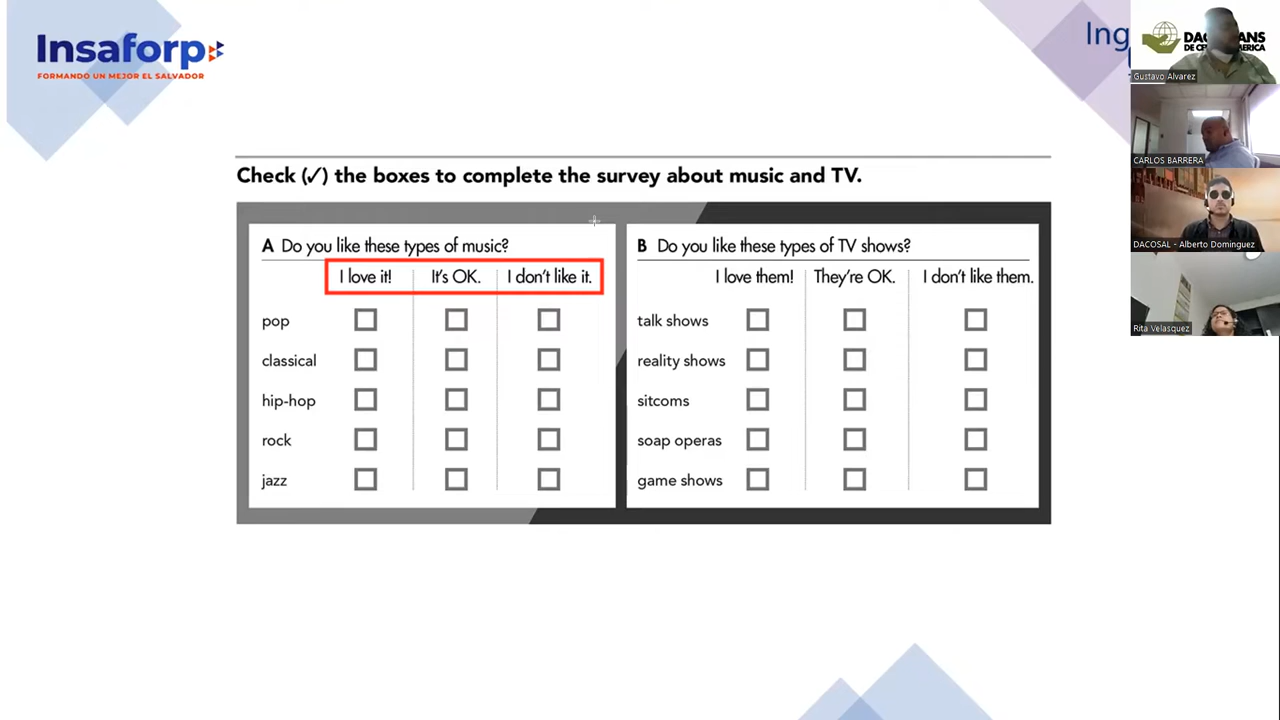 Insaforp
FORMANDO UN MEJOR EL SALVADOR
Ing
Check (✓) the boxes to complete the survey about music and TV.
A Do you like these types of music?
I love it! It's OK. I don't like it.
pop
classical
hip-hop
rock
jazz
B Do you like these types of TV shows?
I love them! They're OK. I don't like them.
talk shows
reality shows
sitcoms
soap operas
game shows
Gustavo Alvarez
CARLOS BARRERA
DACOSAL - Alberto Dominguez
Rita Velasquez